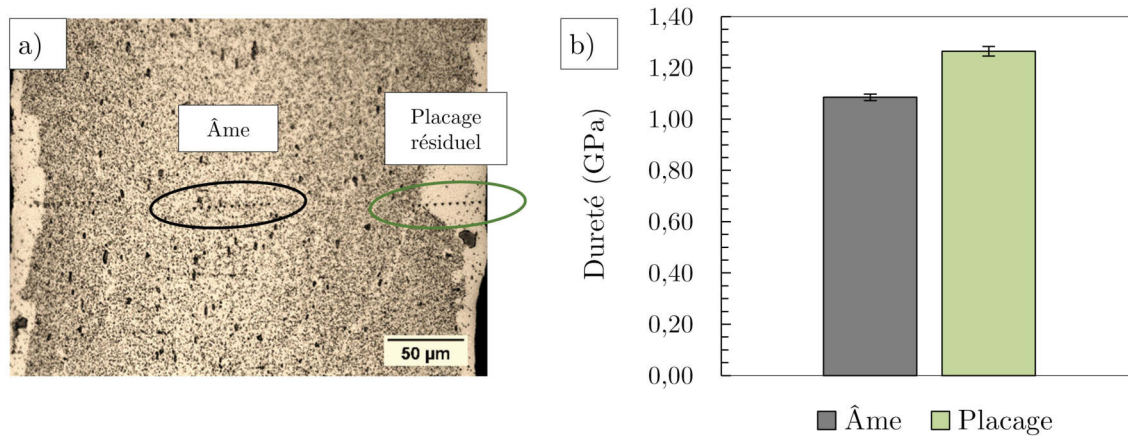 a)
Âme
Placage
résiduel
50 µm
b)
Dureté (GPa)
1,40
1,20
1,00
0,80
0,60
0,40
0,20
0,00
Âme
Placage